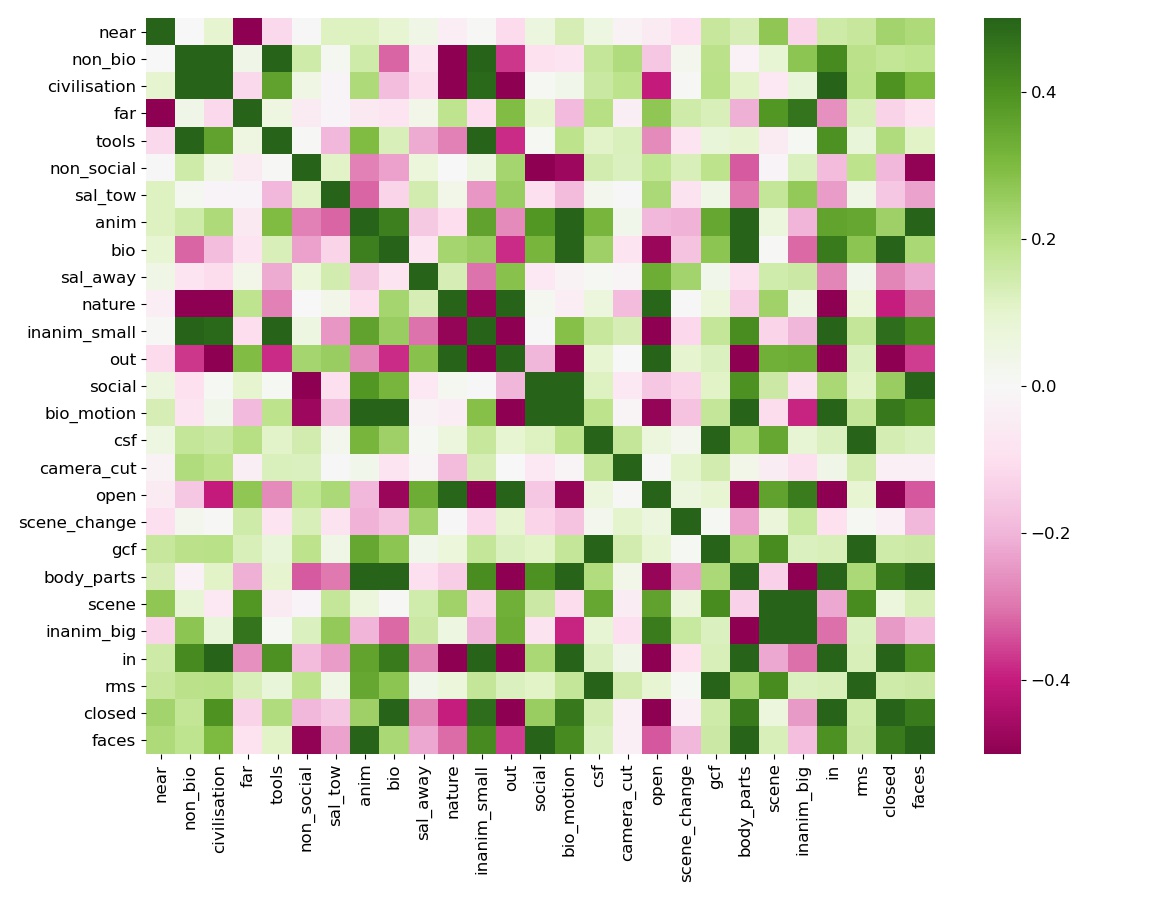 near
non_bio
civilisation
far
tools
non_social
sal_tow
anim
bio
sal_away
nature
inanim_small
out
social
bio_motion
csf
camera_cut
open
scene_change
gcf
body_parts
scene
inanim_big
in
rms
closed
faces
near
non_bio
civilisation
far
tools
non_social
sal_tow
anim
bio
sal_away
nature
inanim_small
out
social
bio_motion
csf
camera_cut
open
scene_change
gcf
body_parts
scene
inanim_big
in
rms
closed
faces
0.4
0.2
0.0
−0.2
−0.4